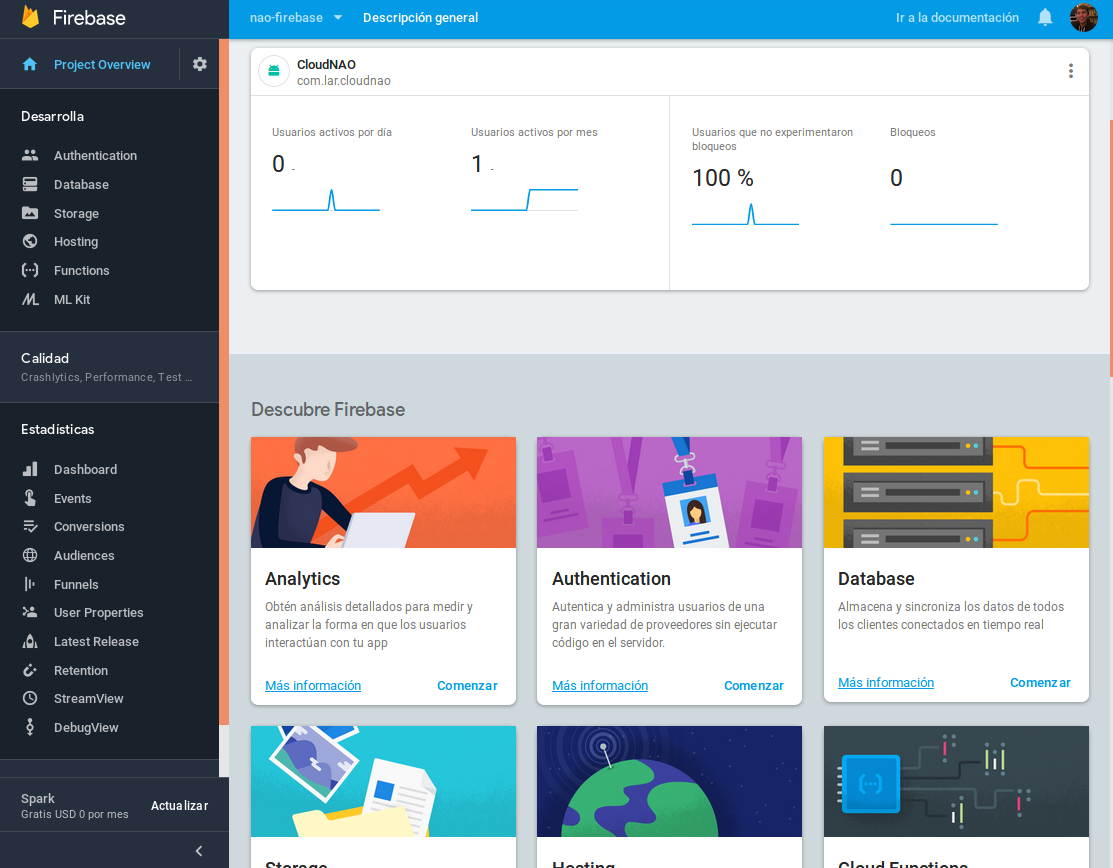 Firebase
nao-firebase
Descripción general
Ir a la documentación
Project Overview
Desarrolla
Authentication
Database
Storage
Hosting
Functions
ML Kit
Calidad
Crashlytics, Performance, Test ...
Estadísticas
Dashboard
Events
Conversions
Audiences
Funnels
User Properties
Latest Release
Retention
StreamView
DebugView
Spark
Gratis USD 0 por mes
Actualizar
CloudNAO
com.lar.cloudnao
Usuarios activos por día
0 -
Usuarios activos por mes
1 -
Usuarios que no experimentaron
bloqueos
100 %
Bloqueos
0
Descubre Firebase
Analytics
Obtén análisis detallados para medir y
analizar la forma en que los usuarios
interactúan con tu app
Más información
Comenzar
Authentication
Autentica y administra usuarios de una
gran variedad de proveedores sin ejecutar
código en el servidor.
Más información
Comenzar
Database
Almacena y sincroniza los datos de todos
los clientes conectados en tiempo real
Más información
Comenzar
Storage
Hosting
Cloud Functions